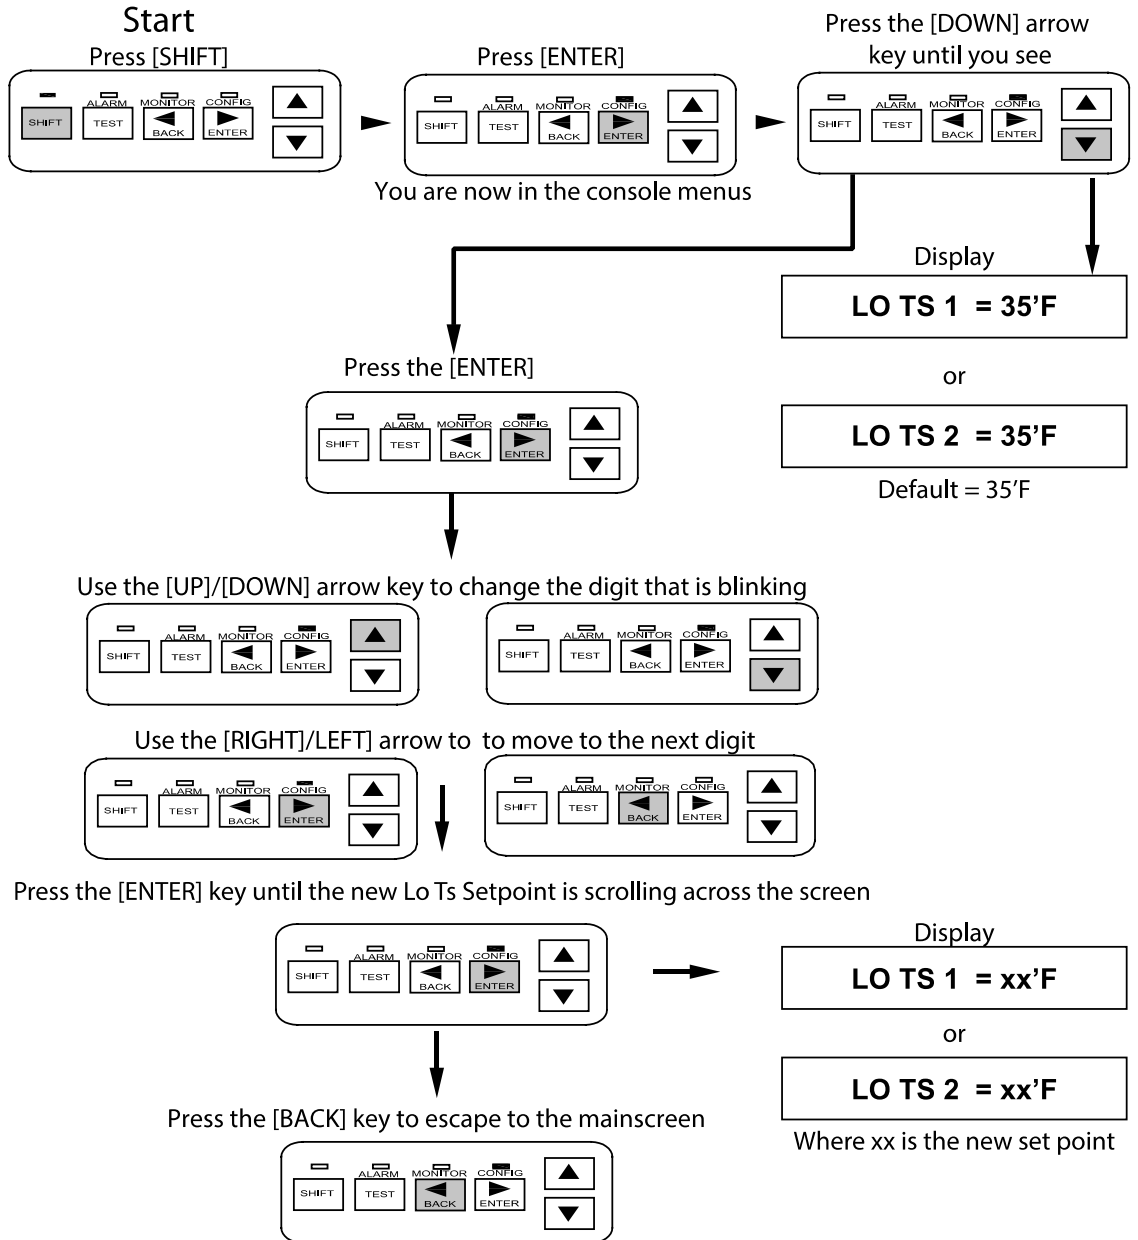 Start
Press [SHIFT]
SHIFT
ALARM
TEST
MONITOR
BACK
CONFIG
ENTER
Press [ENTER]
SHIFT
ALARM
TEST
MONITOR
BACK
CONFIG
ENTER
You are now in the console menus
Press the [DOWN] arrow
key until you see
SHIFT
ALARM
TEST
MONITOR
BACK
CONFIG
ENTER
Display
LO TS 1 = 35'F
or
LO TS 2 = 35'F
Default = 35'F
Press the [ENTER]
SHIFT
ALARM
TEST
MONITOR
BACK
CONFIG
ENTER
Use the [UP]/[DOWN] arrow key to change the digit that is blinking
SHIFT
ALARM
TEST
MONITOR
BACK
CONFIG
ENTER
SHIFT
ALARM
TEST
MONITOR
BACK
CONFIG
ENTER
Use the [RIGHT]/LEFT] arrow to to move to the next digit
SHIFT
ALARM
TEST
MONITOR
BACK
CONFIG
ENTER
SHIFT
ALARM
TEST
MONITOR
BACK
CONFIG
ENTER
Press the [ENTER] key until the new Lo Ts Setpoint is scrolling across the screen
SHIFT
ALARM
TEST
MONITOR
BACK
CONFIG
ENTER
Display
LO TS 1 = xx'F
or
LO TS 2 = xx'F
Where xx is the new set point
Press the [BACK] key to escape to the mainscreen
SHIFT
ALARM
TEST
MONITOR
BACK
CONFIG
ENTER